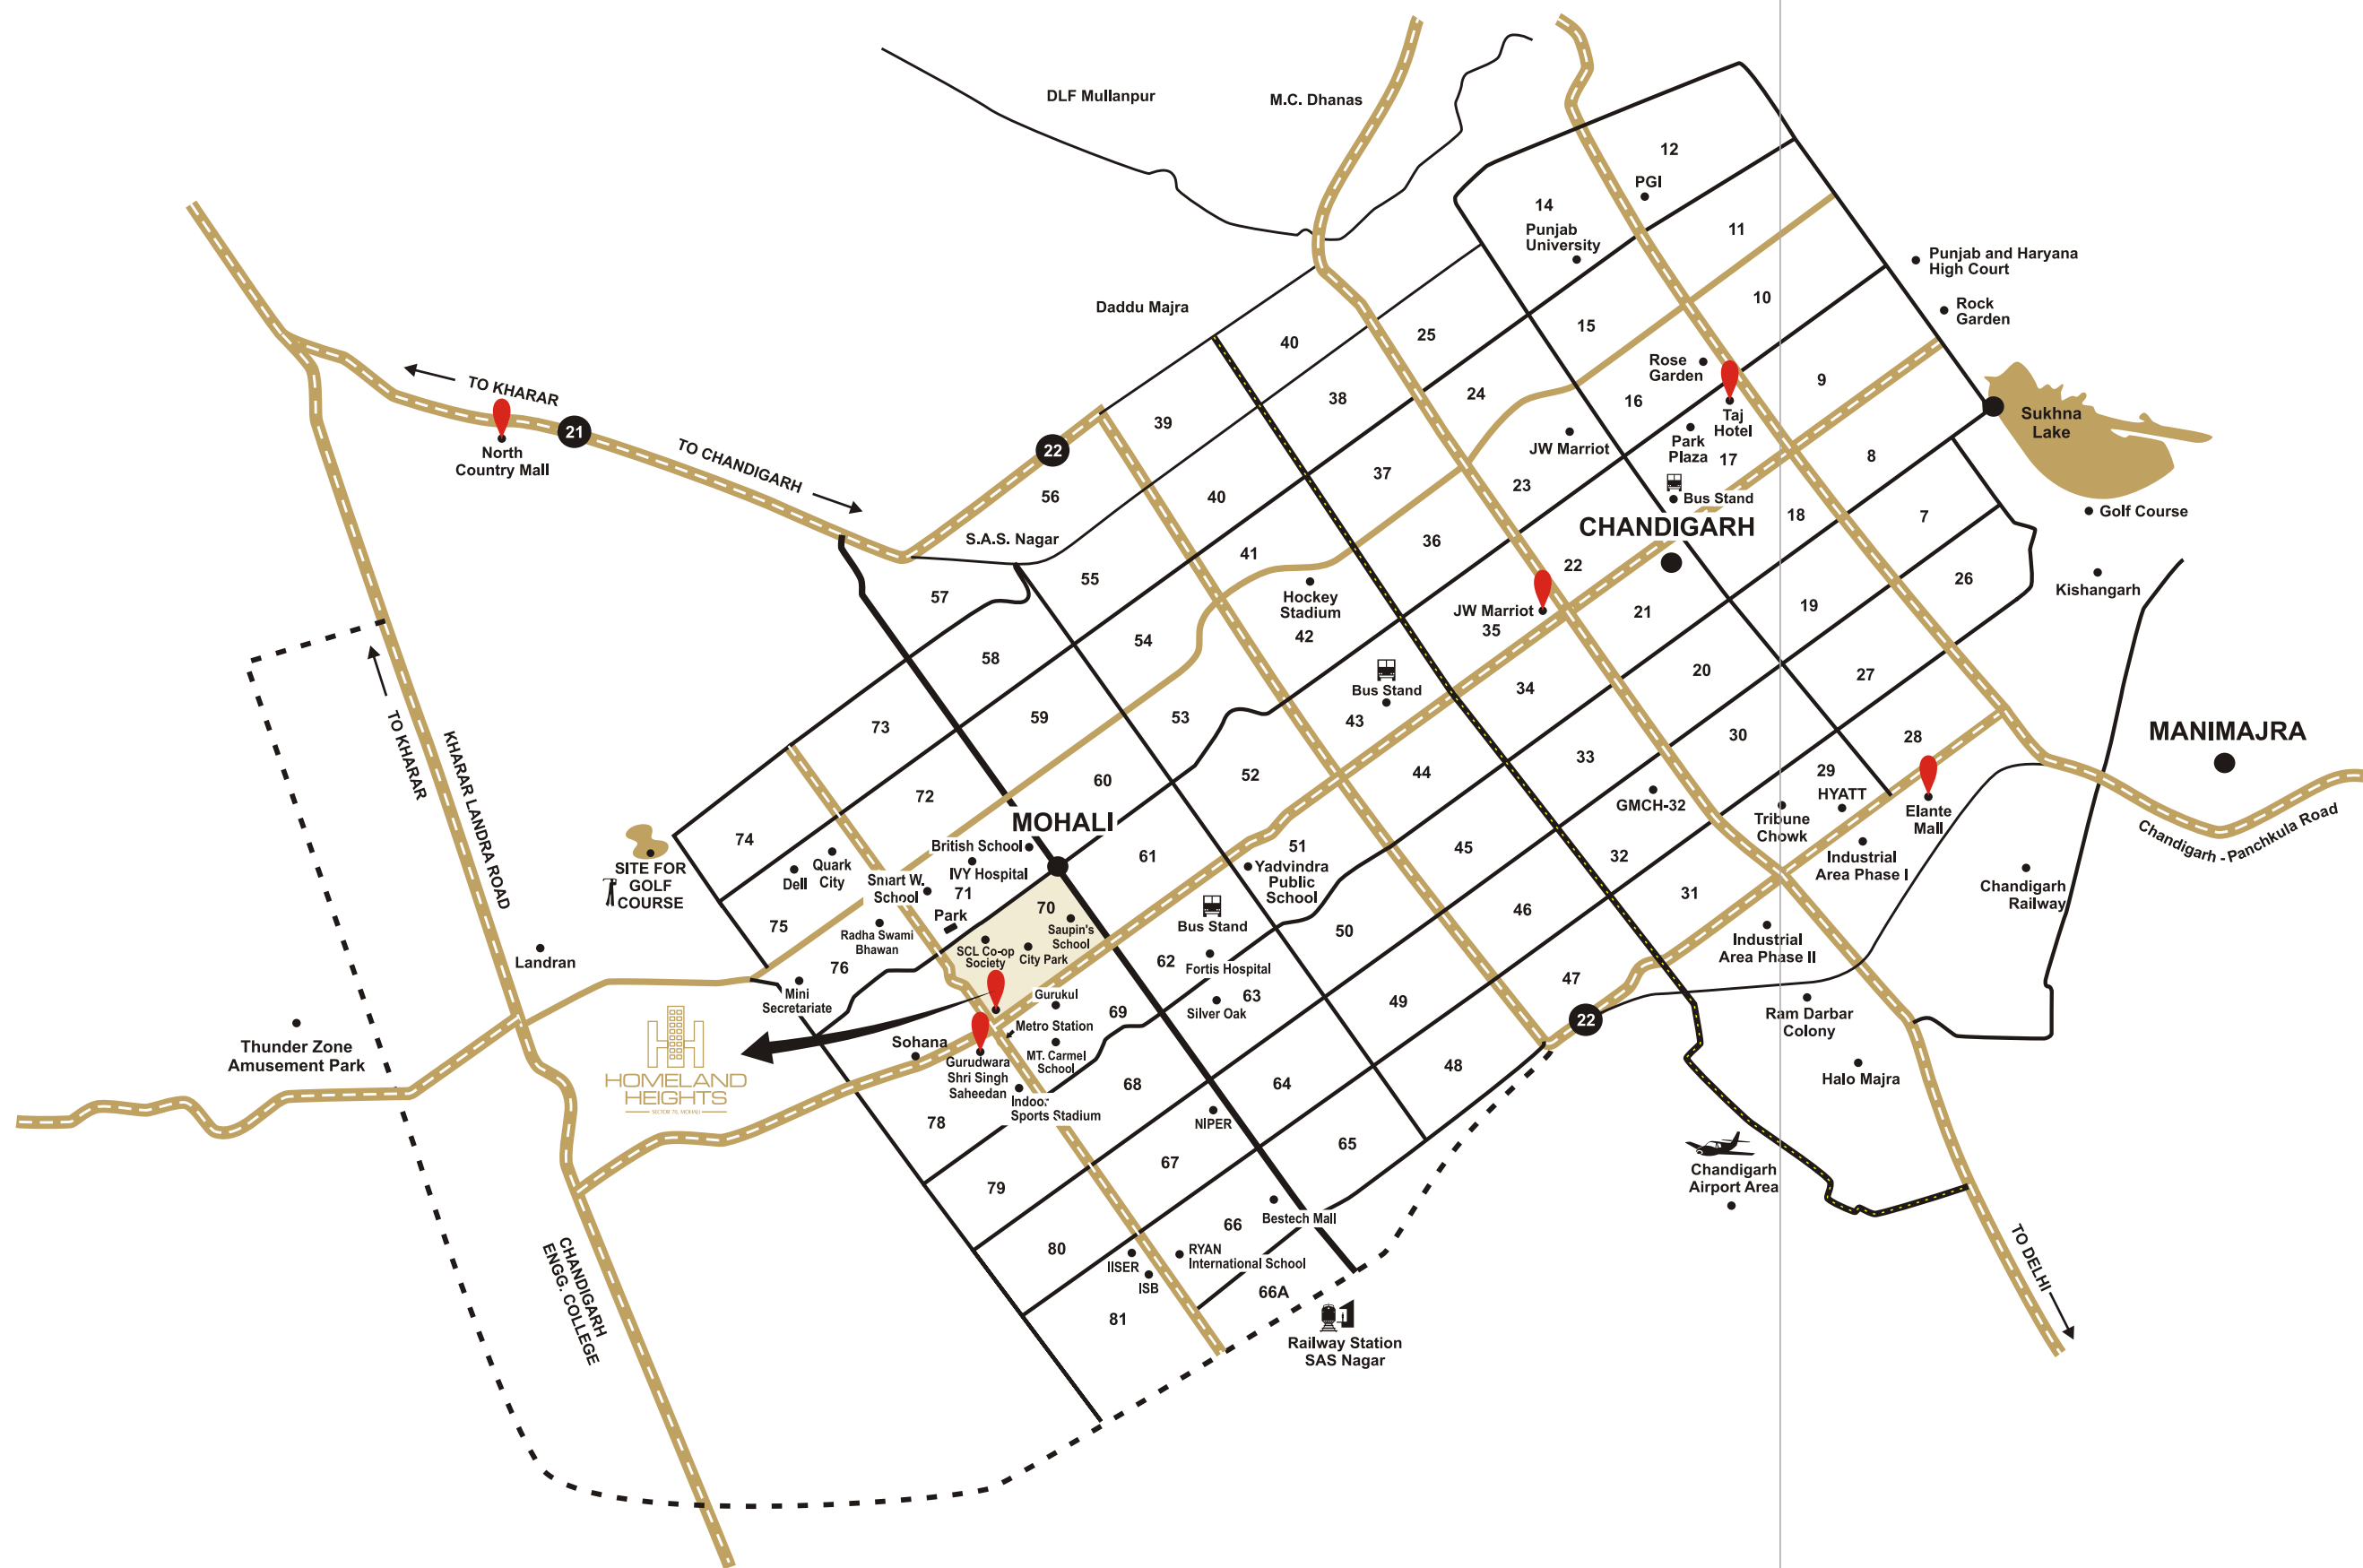 DLF Mullanpur
M.C. Dhanas
12
PGI
14
Punjab
University
11
Punjab and Haryana
High Court
10
Rock
Garden
Daddu Majra
40
25
15
Rose
Garden
9
TO KHARAR
21
North
Country Mall
TO CHANDIGARH
22
39
38
24
16
Taj
Hotel
Sukhna
Lake
JW Marriot
Park
Plaza
17
8
56
40
37
23
Bus Stand
Golf Course
S.A.S. Nagar
41
36
CHANDIGARH
18
7
57
55
Hockey
Stadium
42
22
JW Marriot
35
21
19
26
Kishangarh
58
54
Bus Stand
43
34
20
27
73
59
53
MANIMAJRA
TO KHARAR
KHARAR LANDRA ROAD
72
60
52
44
33
30
28
29
HYATT
GMCH-32
Tribune
Chowk
Elante
Mall
Chandigarh - Panchkula Road
MOHALI
74
SITE FOR
GOLF
COURSE
Dell
Quark
City
British School
IVY Hospital
71
Smart W.
School
61
51
Yadvindra
Public
School
45
32
Industrial
Area Phase I
Chandigarh
Railway
75
Radha Swami
Bhawan
Park
70
Saupin's
School
SCL Co-op
Society
City Park
Bus Stand
50
46
31
Industrial
Area Phase II
Landran
76
Mini
Secretariate
62
Fortis Hospital
63
Silver Oak
47
Gurukul
69
49
22
Ram Darbar
Colony
Thunder Zone
Amusement Park
HOMELAND
HEIGHTS
SECTOR 70, MOHALI
Sohana
Metro Station
Gurudwara
Shri Singh
Saheedan
MT. Carmel
School
Indoor
Sports Stadium
68
64
48
Halo Majra
78
NIPER
65
67
79
Chandigarh
Airport Area
66
Bestech Mall
80
IISER
ISB
RYAN
International School
66A
81
Railway Station
SAS Nagar
CHANDIGARH
ENGG. COLLEGE
TO DELHI